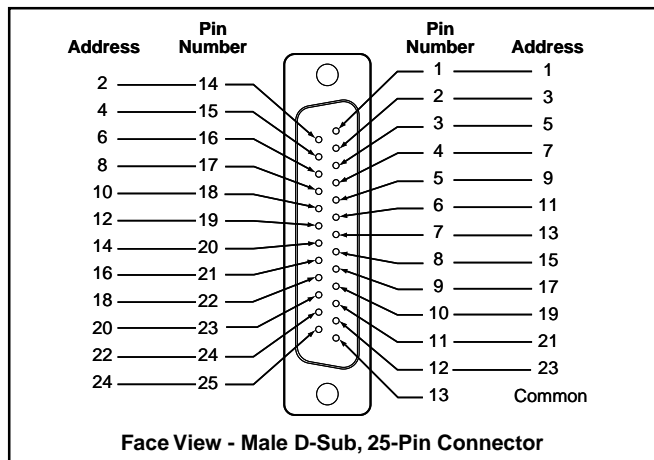 Pin Pin
Address Number Number Address
2 14 1 1
4 15 2 3
6 16 3 5
8 17 4 7
10 18 5 9
12 19 6 11
14 20 7 13
16 21 8 15
18 22 9 17
20 23 10 19
22 24 11 21
24 25 12 23
13 Common
Face View - Male D-Sub, 25-Pin Connector